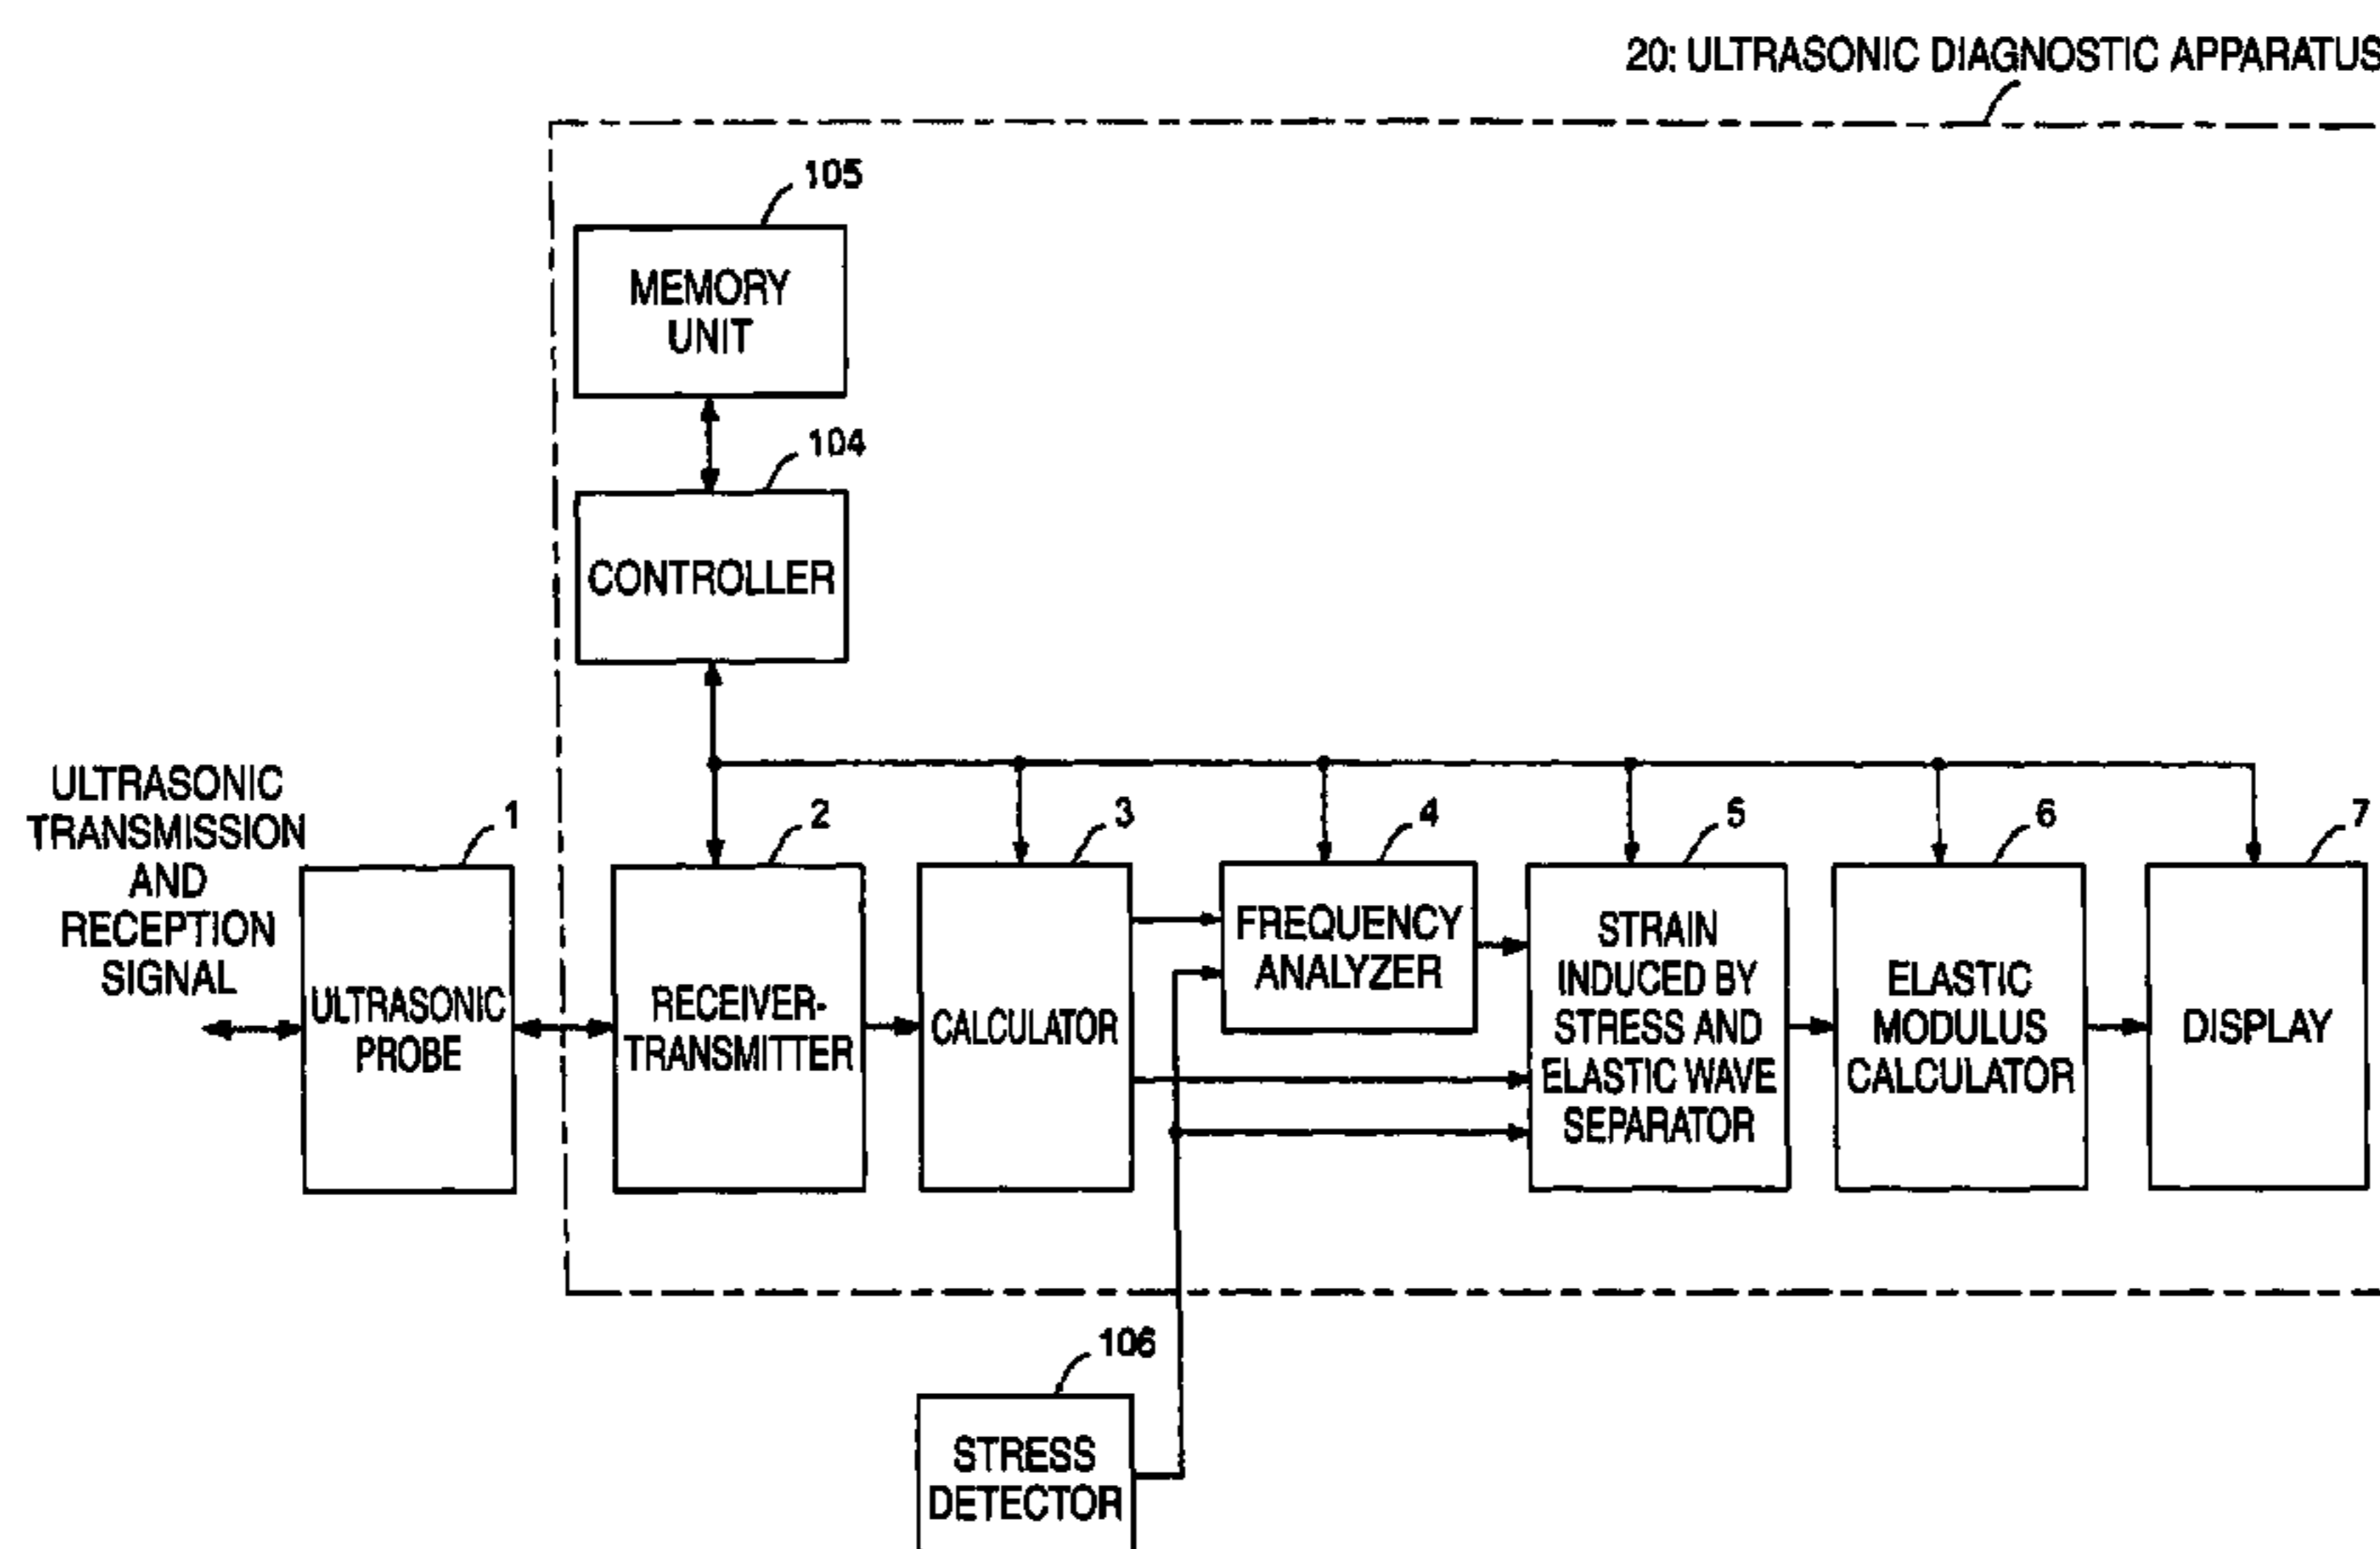 20: ULTRASONIC DIAGNOSTIC APPARATUS
105
MEMORY
UNIT
104
CONTROLLER
ULTRASONIC
TRANSMISSION
AND
RECEPTION
SIGNAL
1
ULTRASONIC
PROBE
2
RECEIVER-
TRANSMITTER
3
CALCULATOR
4
FREQUENCY
ANALYZER
5
STRAIN
INDUCED BY
STRESS AND
ELASTIC WAVE
SEPARATOR
6
ELASTIC
MODULUS
CALCULATOR
7
DISPLAY
106
STRESS
DETECTOR